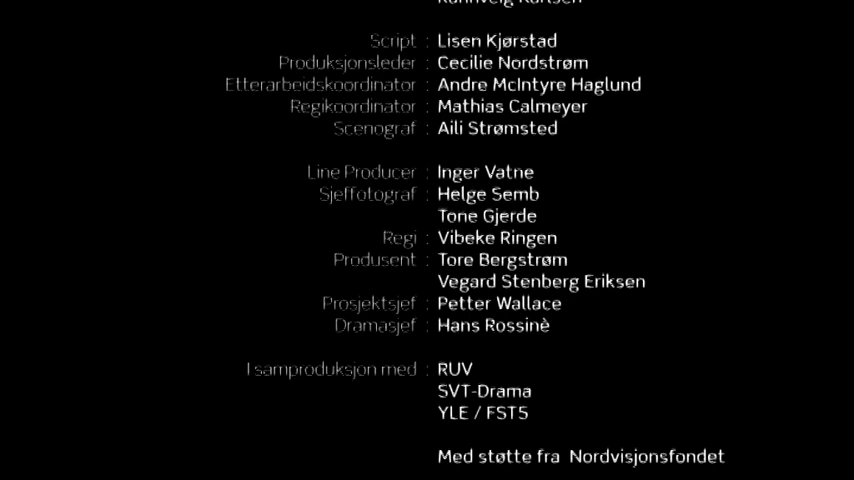 Script : Lisen Kjørstad
Produksjonsleder : Cecilie Nordstrøm
Etterarbeidskoordinator : Andre McIntyre Haglund
Regikoordinator : Mathias Calmeyer
Scenograf : Aili Strømsted
Line Producer : Inger Vatne
Sjeffotograf : Helge Semb
Tone Gjerde
Regi : Vibeke Ringen
Produsent : Tore Bergstrøm
Vegard Stenberg Eriksen
Prosjektsjef : Petter Wallace
Dramasjef : Hans Rossinè
I samproduksjon med : RUV
SVT-Drama
YLE / FST5
Med støtte fra Nordvisjonsfondet